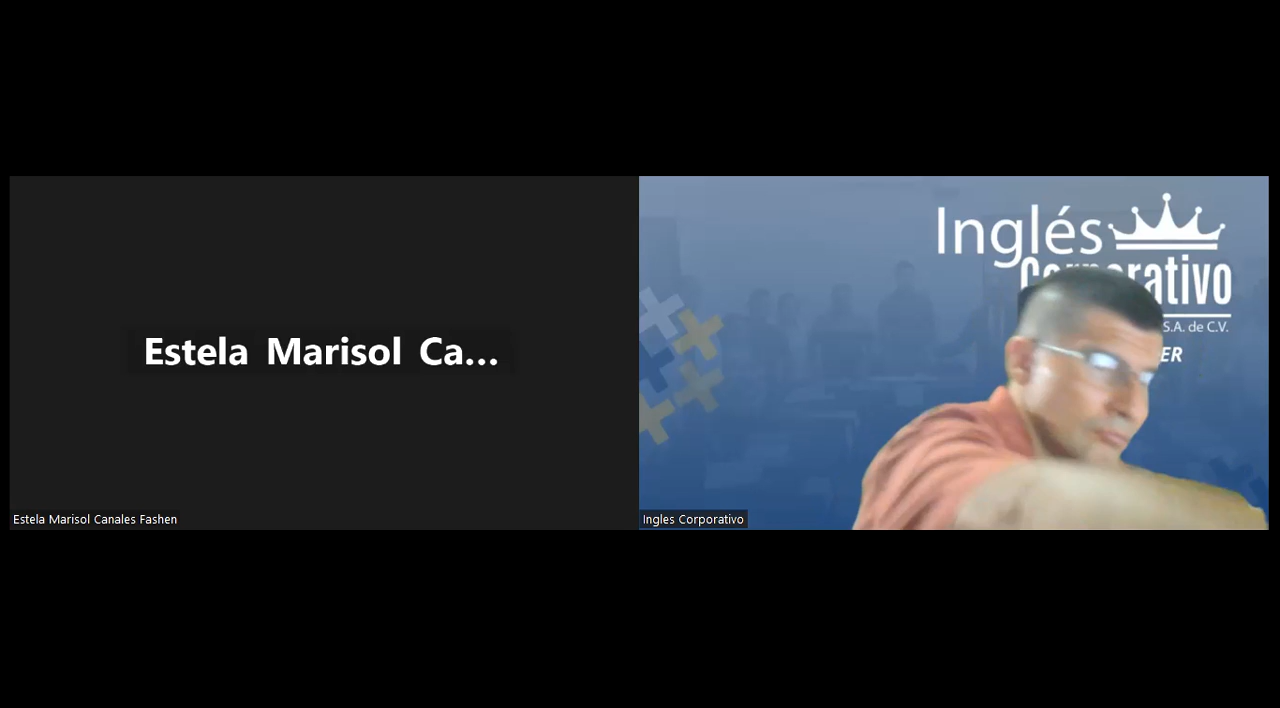 Estela Marisol Ca...
Estela Marisol Canales Fashen
Inglés
S.A. de C.V.
Ingles Corporativo